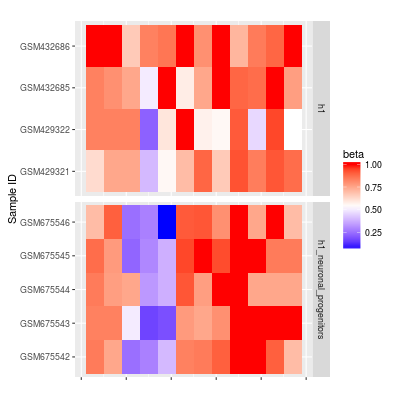 GSM432686
GSM432685
GSM429322
GSM429321
h1
GSM675546
GSM675545
GSM675544
GSM675543
GSM675542
h1_neuronal_progenitors
Sample ID
beta
1.00
0.75
0.50
0.25